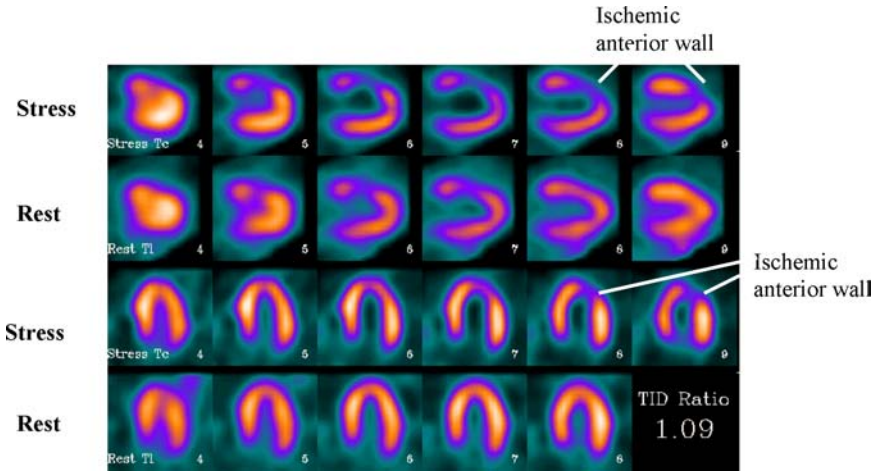 Ischemic
anterior wall
Stress
Stress Tc 4 5 6 7 8 9
Rest
Rest Tl 4 5 6 7 8 9
Ischemic
anterior wall
Stress
Stress Tc 4 5 6 7 8 9
Rest
Rest Tl 4 5 6 7 8
TID Ratio
1.09